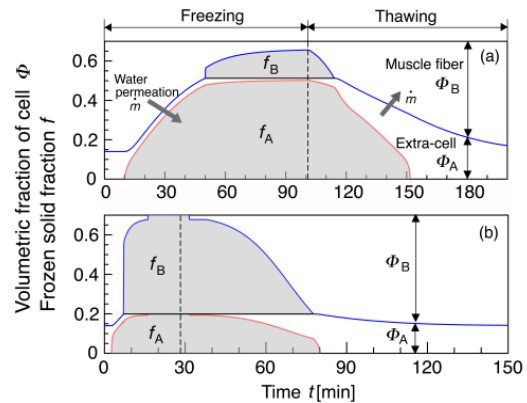 Freezing Thawing
(a)
0.6
0.4
0.2
0
Water
permeation
ṁ
f_B
f_A
Muscle fiber
Φ_B
ṁ
Extra-cell
Φ_A
0 30 60 90 120 150 180
Volumetric fraction of cell Φ
Frozen solid fraction f
(b)
0.6
0.4
0.2
0
f_B
f_A
Φ_B
Φ_A
0 30 60 90 120 150
Time t [min]